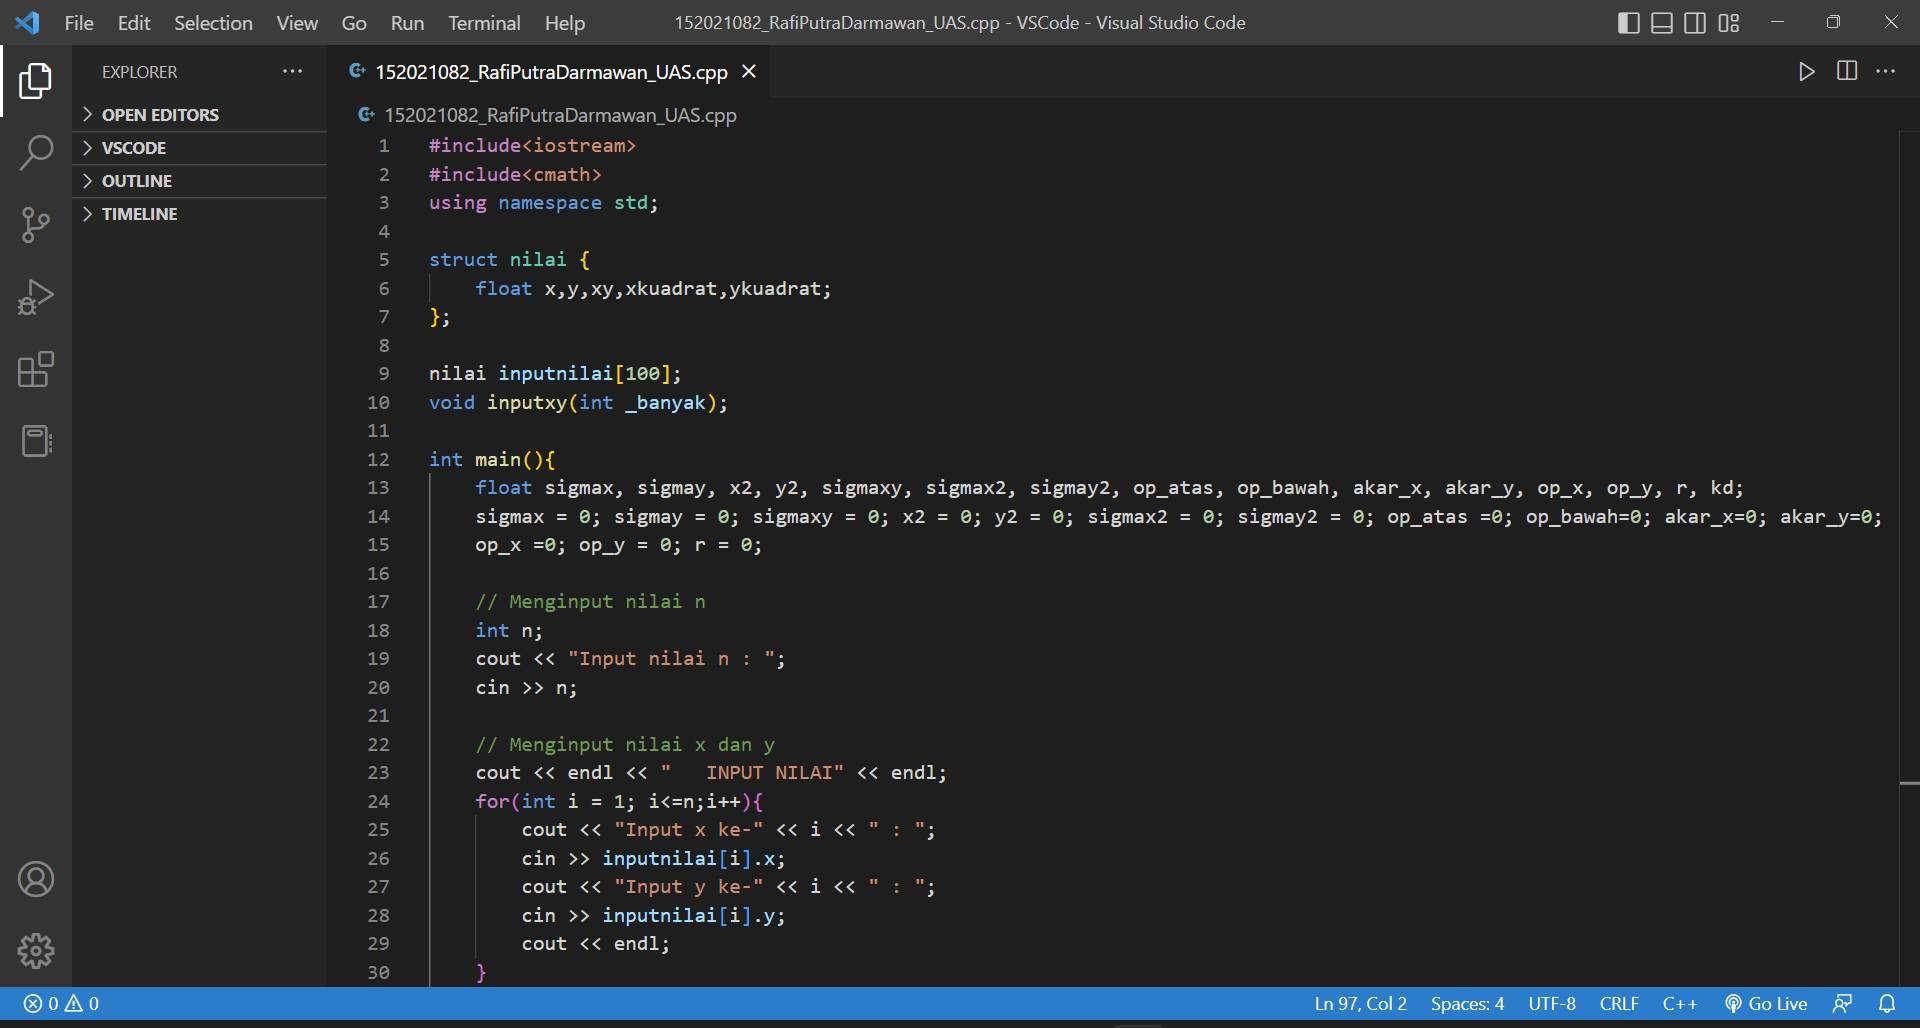 File Edit Selection View Go Run Terminal Help 152021082_RafiPutraDarmawan_UAS.cpp - VSCode - Visual Studio Code
EXPLORER
OPEN EDITORS
VSCODE
OUTLINE
TIMELINE
152021082_RafiPutraDarmawan_UAS.cpp
152021082_RafiPutraDarmawan_UAS.cpp
1 #include<iostream>
2 #include<cmath>
3 using namespace std;
4
5 struct nilai {
6     float x,y,xy,xkuadrat,ykuadrat;
7 };
8
9 nilai inputnilai[100];
10 void inputxy(int _banyak);
11
12 int main(){
13     float sigmax, sigmay, x2, y2, sigmaxy, sigmax2, sigmay2, op_atas, op_bawah, akar_x, akar_y, op_x, op_y, r, kd;
14     sigmax = 0; sigmay = 0; sigmaxy = 0; x2 = 0; y2 = 0; sigmax2 = 0; sigmay2 = 0; op_atas =0; op_bawah=0; akar_x=0; akar_y=0;
15     op_x =0; op_y = 0; r = 0;
16
17     // Menginput nilai n
18     int n;
19     cout << "Input nilai n : ";
20     cin >> n;
21
22     // Menginput nilai x dan y
23     cout << endl << "   INPUT NILAI" << endl;
24     for(int i = 1; i<=n;i++){
25         cout << "Input x ke-" << i << " : ";
26         cin >> inputnilai[i].x;
27         cout << "Input y ke-" << i << " : ";
28         cin >> inputnilai[i].y;
29         cout << endl;
30     }
0 0 Ln 97, Col 2 Spaces: 4 UTF-8 CRLF C++ Go Live